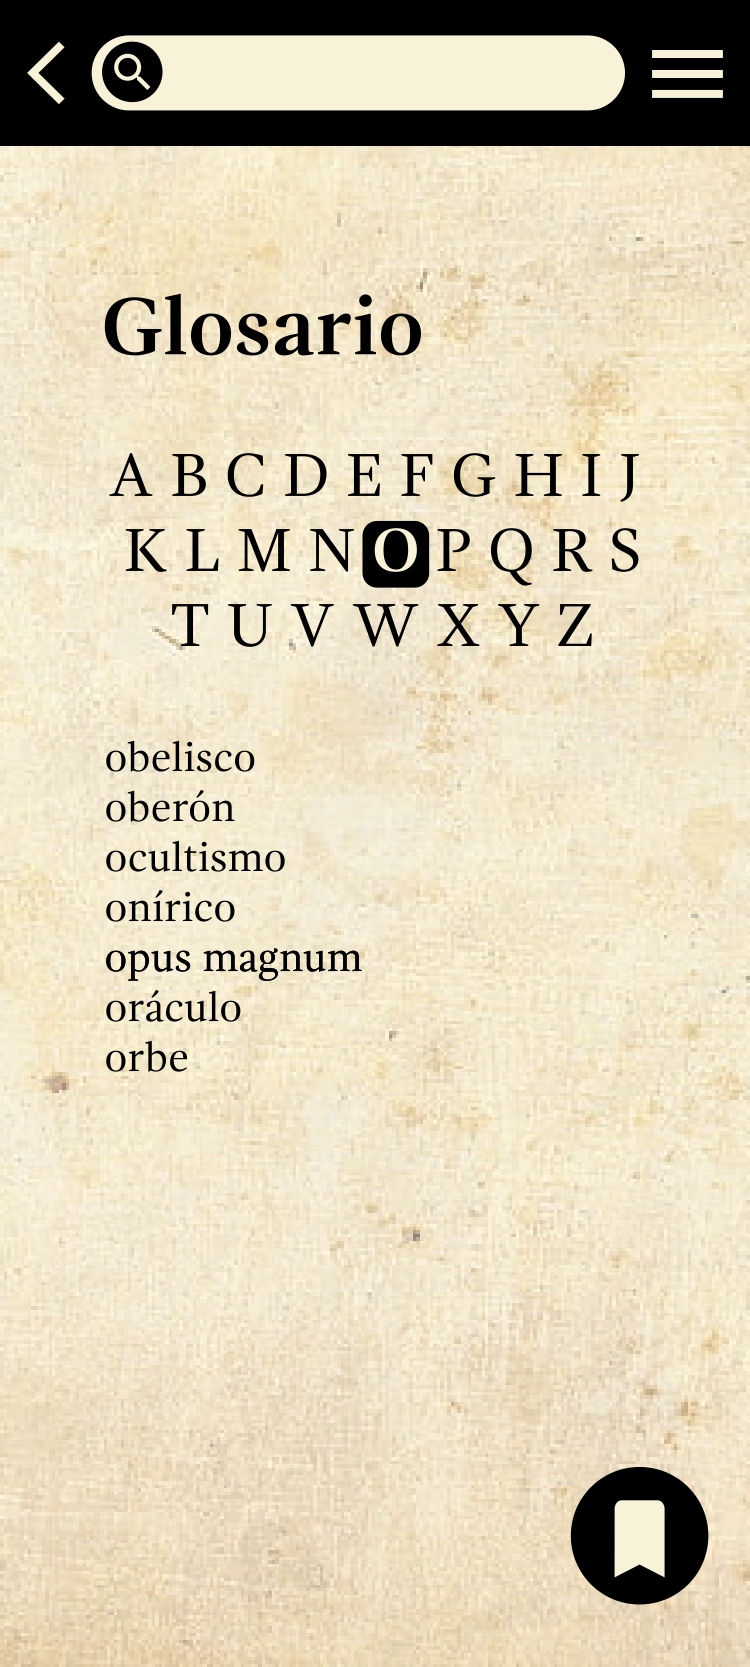 Glosario
A B C D E F G H I J
K L M N O P Q R S
T U V W X Y Z
obelisco
oberón
ocultismo
onírico
opus magnum
oráculo
orbe